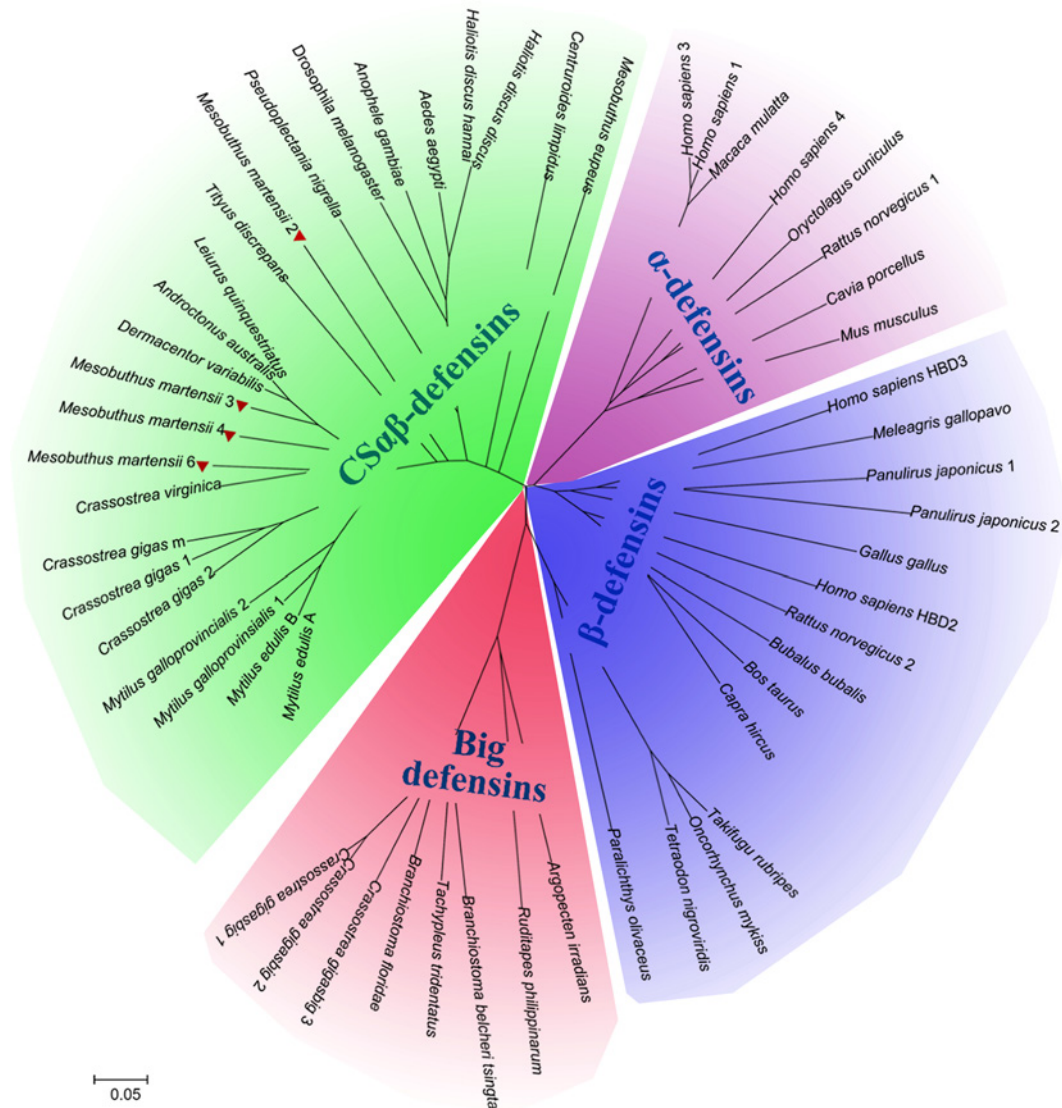 Mesobuthus eupeus
Centruroides limpidus
Haliotis discus discus
Haliotis discus hannai
Aedes aegypti
Anophele gambiae
Drosophila melanogaster
Pseudoplectania nigrella
Mesobuthus martensii 2
Tityus discrepans
Leiurus quinquestriatus
Androctonus australis
Dermacentor variabilis
Mesobuthus martensii 3
Mesobuthus martensii 4
Mesobuthus martensii 6
Crassostrea virginica
Crassostrea gigas m
Crassostrea gigas 1
Crassostrea gigas 2
Mytilus galloprovincialis 2
Mytilus galloprovinsialis 1
Mytilus edulis B
Mytilus edulis A
CSαβ-defensins
Homo sapiens 3
Homo sapiens 1
Macaca mulatta
Homo sapiens 4
Oryctolagus cuniculus
Rattus norvegicus 1
Cavia porcellus
Mus musculus
α-defensins
Homo sapiens HBD3
Meleagris gallopavo
Panulirus japonicus 1
Panulirus japonicus 2
Gallus gallus
Homo sapiens HBD2
Rattus norvegicus 2
Bubalus bubalis
Bos taurus
Capra hircus
Takifugu rubripes
Oncorhynchus mykiss
Tetraodon nigroviridis
Paralichthys olivaceus
β-defensins
Big
defensins
Argopecten irradians
Ruditapes philippinarum
Branchiostoma belcheri tsingta
Tachypleus tridentatus
Branchiostoma floridae
Crassostrea gigasbig 3
Crassostrea gigasbig 2
Crassostrea gigasbig 1
0.05